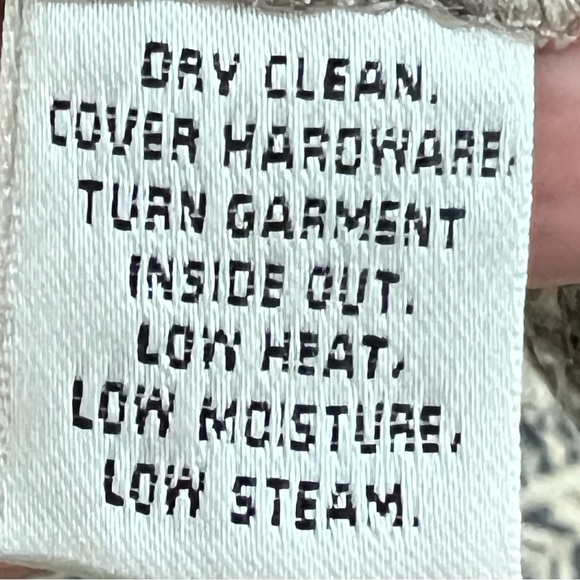 DRY CLEAN.
COVER HARDWARE.
TURN GARMENT
INSIDE OUT.
LOW HEAT,
LOW MOISTURE,
LOW STEAM.